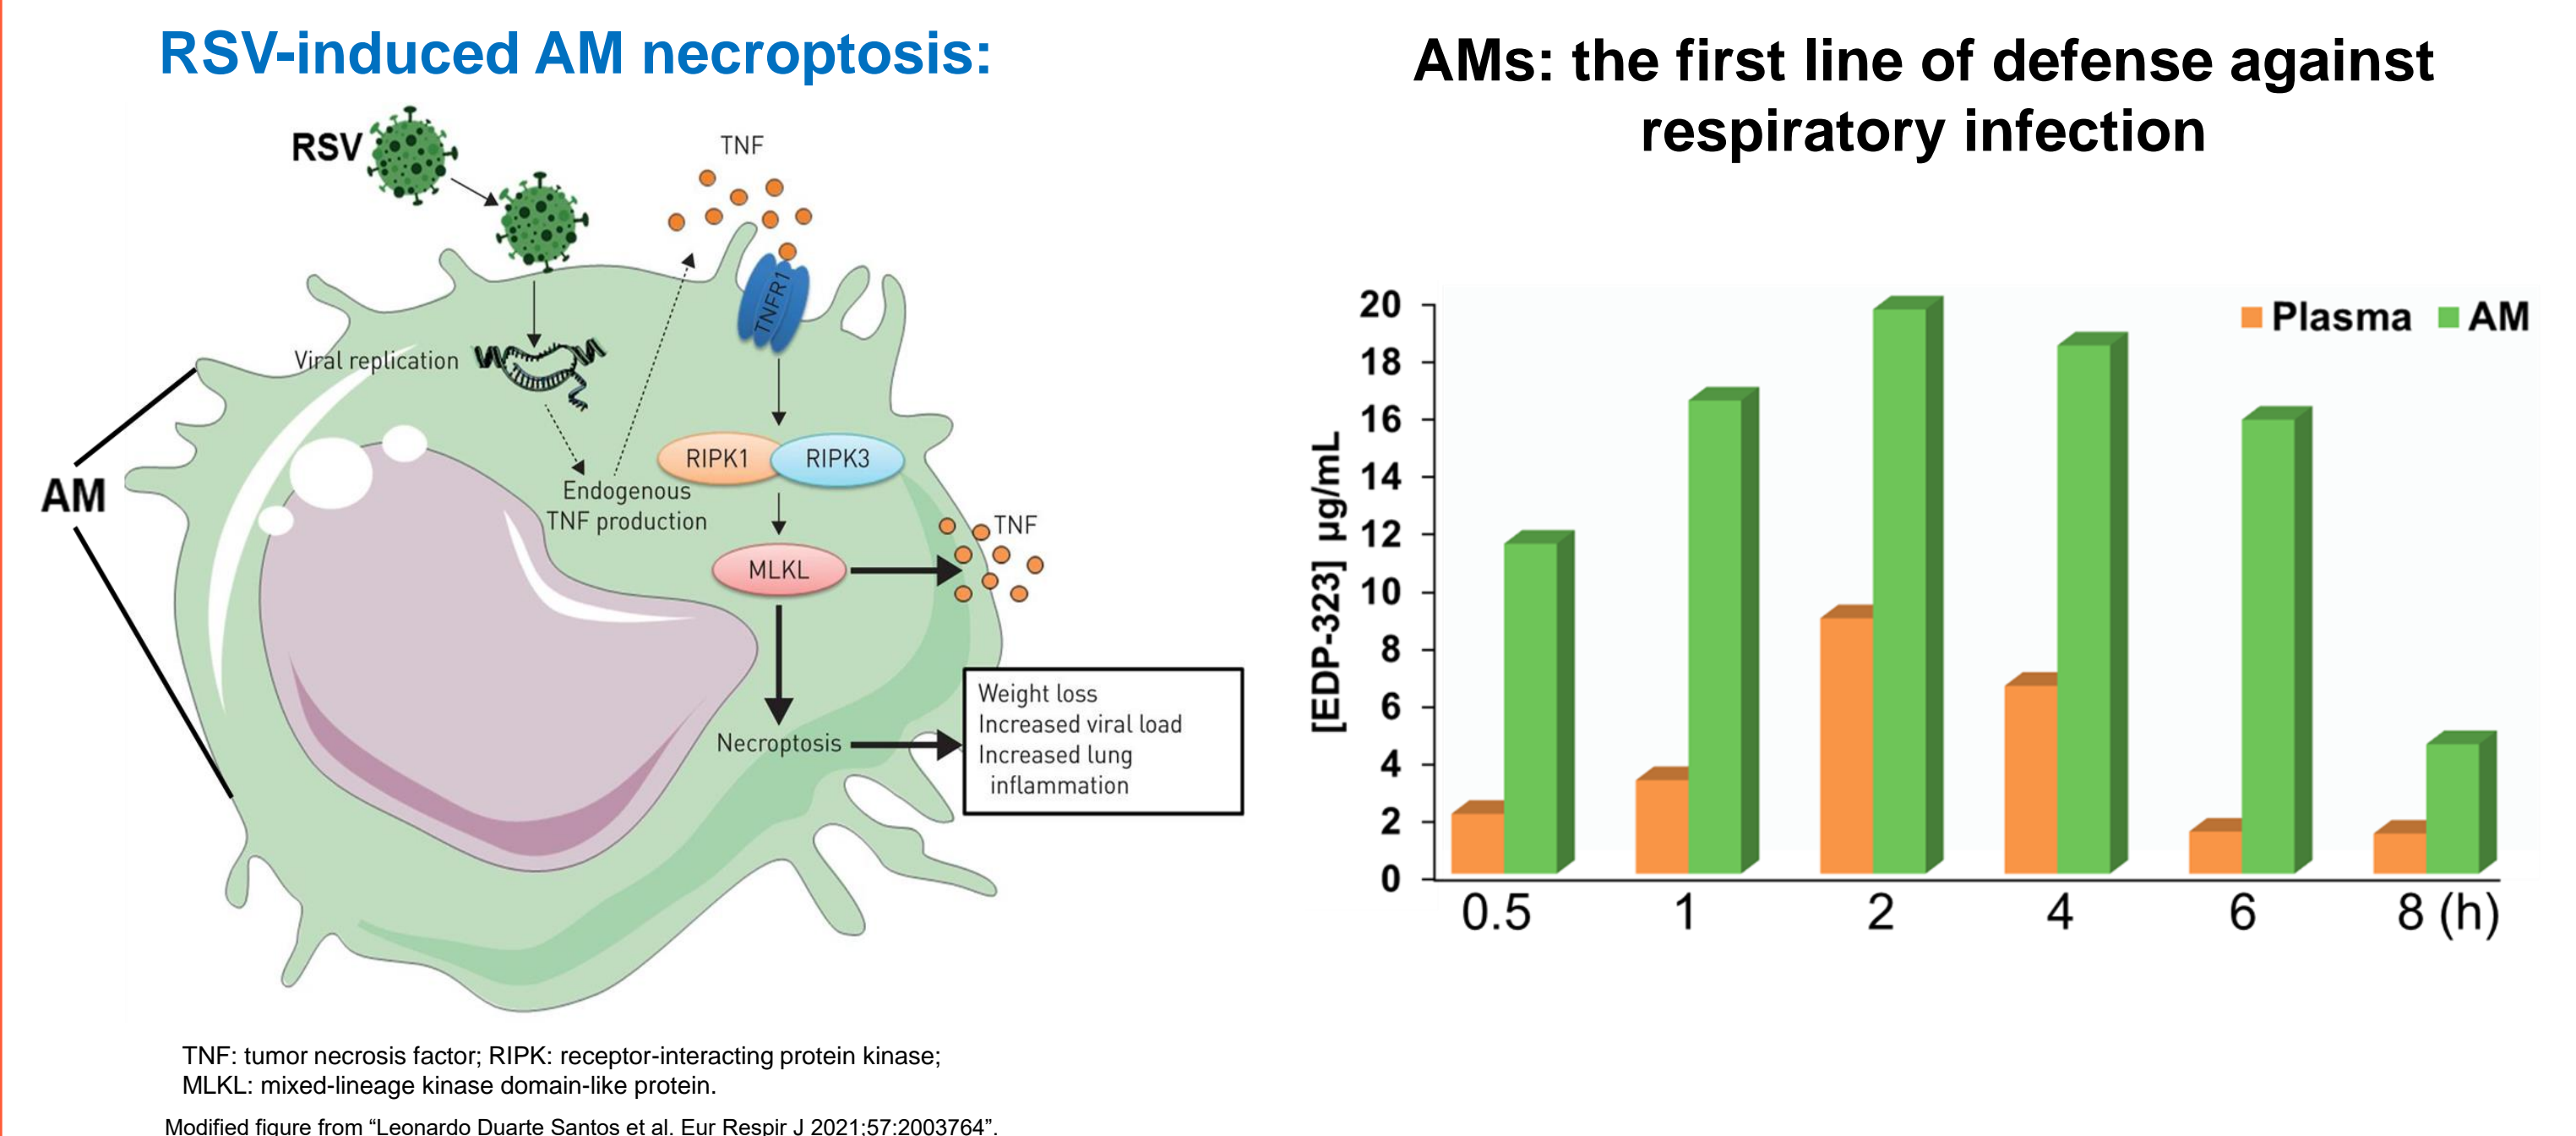 RSV-induced AM necroptosis:
RSV
TNF
TNFR1
Viral replication
RIPK1
RIPK3
AM
Endogenous
TNF production
TNF
MLKL
Weight loss
Increased viral load
Increased lung
inflammation
Necroptosis
TNF: tumor necrosis factor; RIPK: receptor-interacting protein kinase;
MLKL: mixed-lineage kinase domain-like protein.
Modified figure from “Leonardo Duarte Santos et al. Eur Respir J 2021;57:2003764”.
AMs: the first line of defense against
respiratory infection
Plasma
AM
[EDP-323] µg/mL
20
18
16
14
12
10
8
6
4
2
0
0.5 1 2 4 6 8 (h)